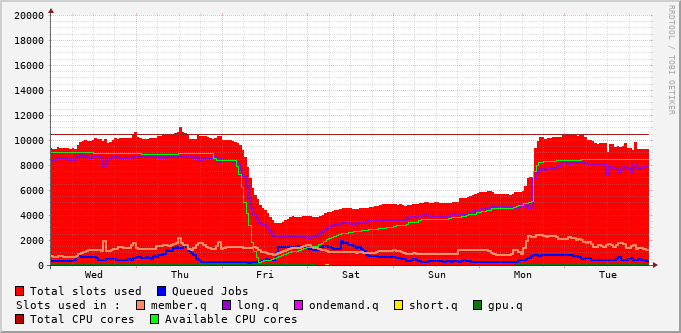 RRDTOOL / TOBI OETIKER
20000
18000
16000
14000
12000
10000
8000
6000
4000
2000
0
Wed Thu Fri Sat Sun Mon Tue
Total slots used Queued Jobs
Slots used in : member.q long.q ondemand.q short.q gpu.q
Total CPU cores Available CPU cores